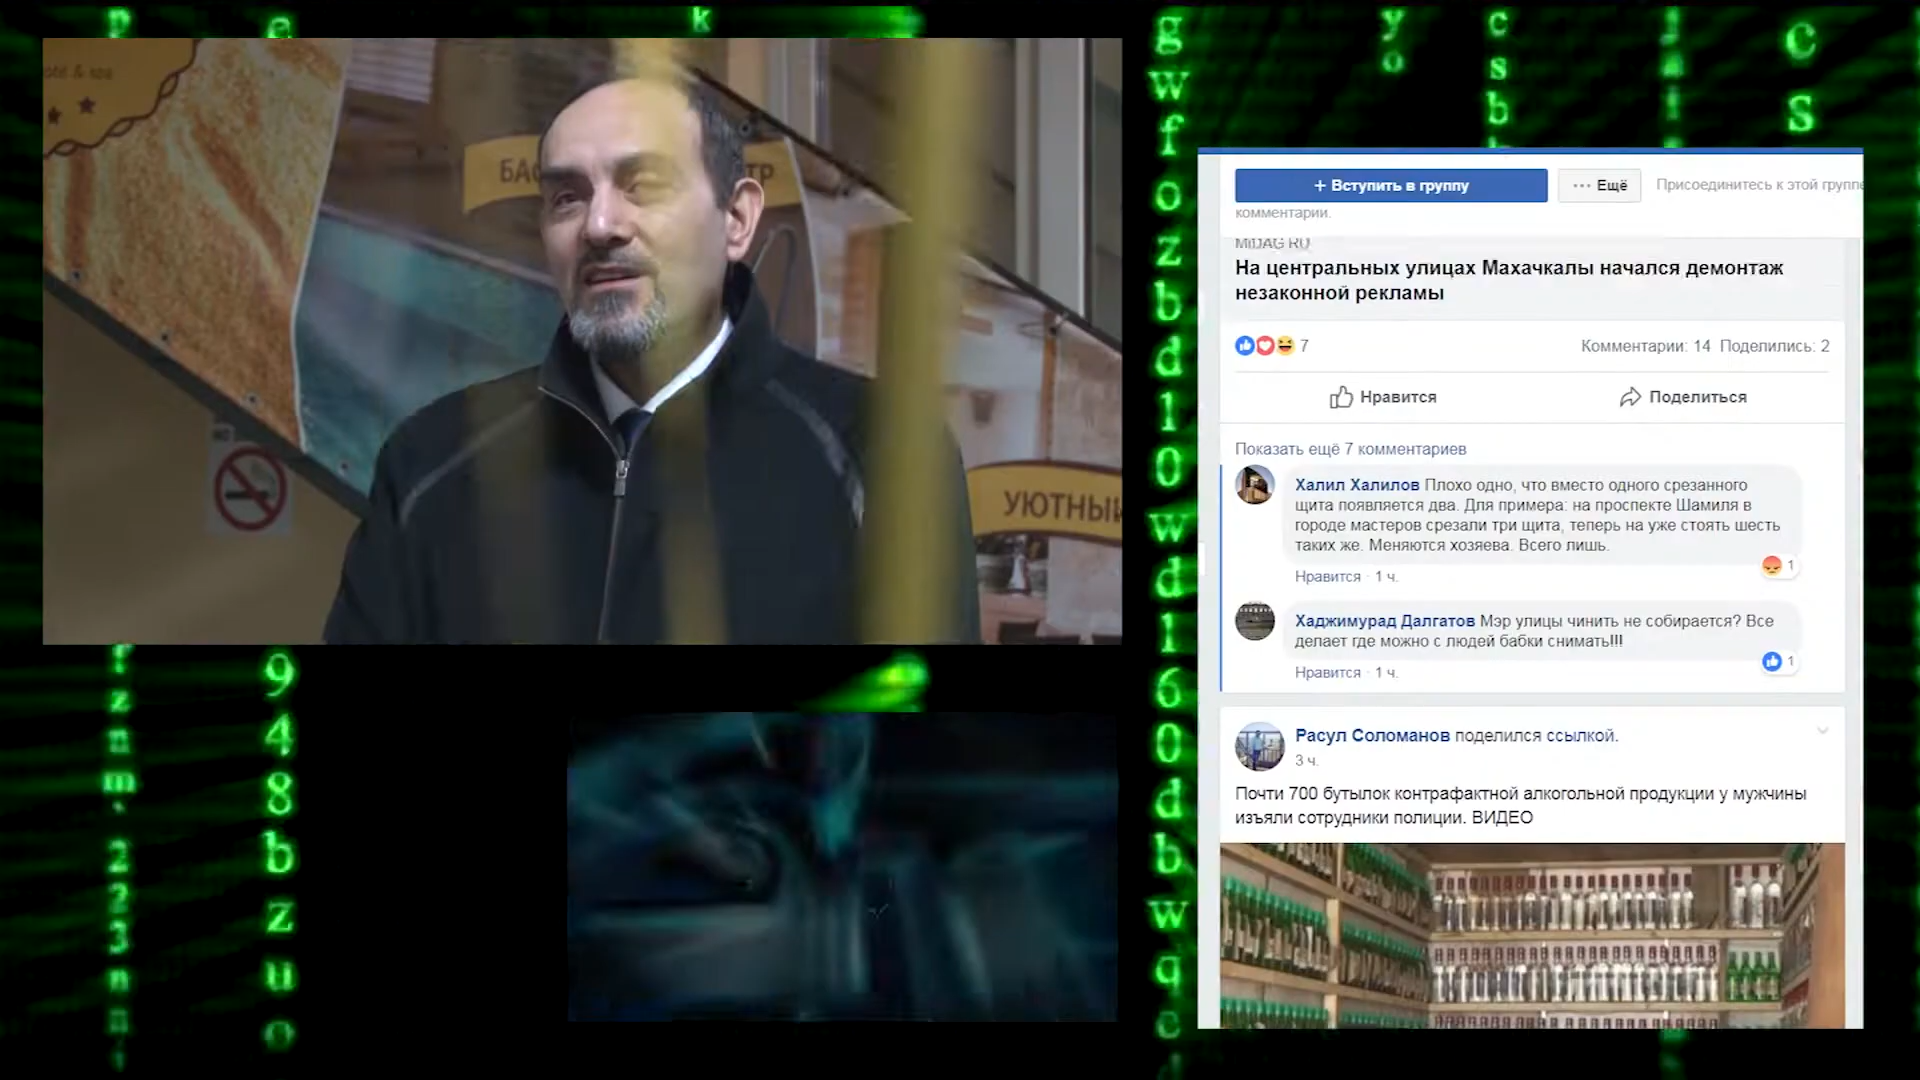 БАС
ТР
УЮТНЫЙ
+ Вступить в группу
··· Ещё
Присоединитесь к этой группе
комментарии.
MIDAG.RU
На центральных улицах Махачкалы начался демонтаж
незаконной рекламы
7
Комментарии: 14 Поделились: 2
Нравится
Поделиться
Показать ещё 7 комментариев
Халил Халилов Плохо одно, что вместо одного срезанного
щита появляется два. Для примера: на проспекте Шамиля в
городе мастеров срезали три щита, теперь на уже стоять шесть
таких же. Меняются хозяева. Всего лишь.
1
Нравится · 1 ч.
Хаджимурад Далгатов Мэр улицы чинить не собирается? Все
делает где можно с людей бабки снимать!!!
1
Нравится · 1 ч.
Расул Соломанов поделился ссылкой.
3 ч.
Почти 700 бутылок контрафактной алкогольной продукции у мужчины
изъяли сотрудники полиции. ВИДЕО